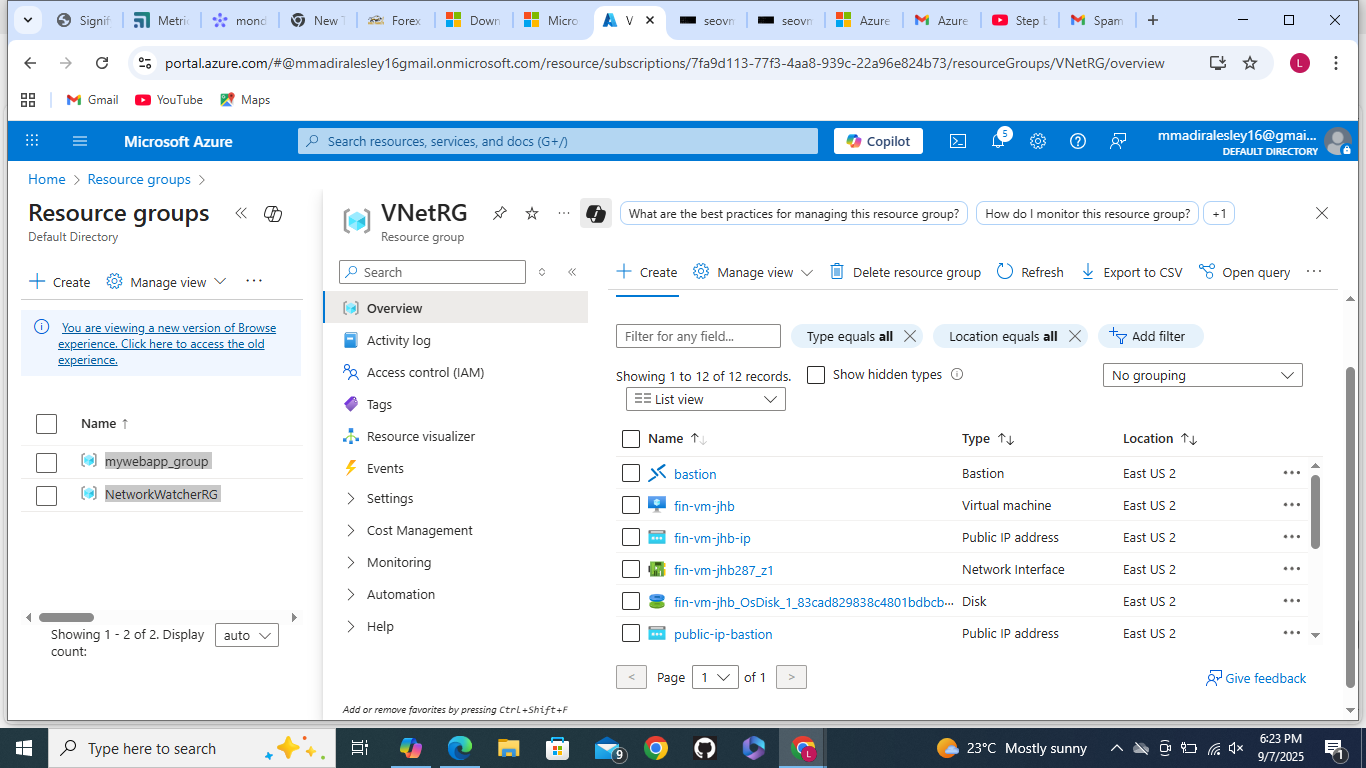 Signif
Metric
mond
New T
Forex
Down
Micro
V
seovn
seovn
Azure
Azure
Step b
Spam
portal.azure.com/#@mmadiralesley16gmail.onmicrosoft.com/resource/subscriptions/7fa9d113-77f3-4aa8-939c-22a96e824b73/resourceGroups/VNetRG/overview
L
Gmail
YouTube
Maps
Microsoft Azure
Search resources, services, and docs (G+/)
Copilot
5
mmadiralesley16@gmai...
DEFAULT DIRECTORY
Home > Resource groups >
Resource groups
Default Directory
Create
Manage view
You are viewing a new version of Browse
experience. Click here to access the old
experience.
Name ↑
mywebapp_group
NetworkWatcherRG
Showing 1 - 2 of 2. Display
count:
auto
VNetRG
Resource group
What are the best practices for managing this resource group?
How do I monitor this resource group?
+1
Search
Overview
Activity log
Access control (IAM)
Tags
Resource visualizer
Events
Settings
Cost Management
Monitoring
Automation
Help
Add or remove favorites by pressing Ctrl+Shift+F
Create
Manage view
Delete resource group
Refresh
Export to CSV
Open query
Filter for any field...
Type equals all
Location equals all
Add filter
Showing 1 to 12 of 12 records.
Show hidden types
No grouping
List view
Name ↑↓ Type ↑↓ Location ↑↓
bastion Bastion East US 2
fin-vm-jhb Virtual machine East US 2
fin-vm-jhb-ip Public IP address East US 2
fin-vm-jhb287_z1 Network Interface East US 2
fin-vm-jhb_OsDisk_1_83cad829838c4801bdbcb... Disk East US 2
public-ip-bastion Public IP address East US 2
< Page 1 of 1 >
Give feedback
Type here to search
9
L
23°C Mostly sunny
6:23 PM
9/7/2025
1